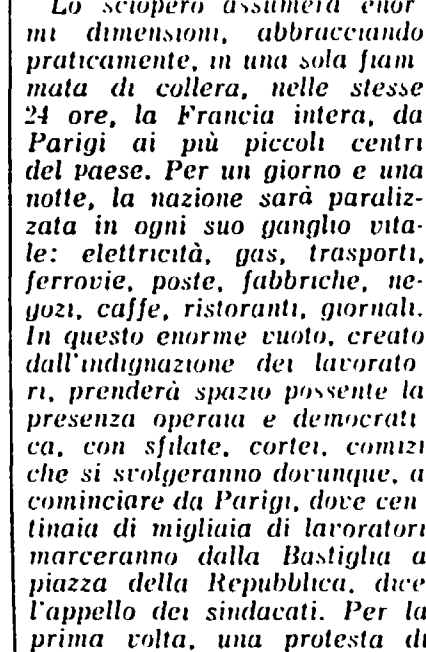 Lo sciopero assumerà enor
mi dimensioni, abbracciando
praticamente, in una sola fiam
mata di collera, nelle stesse
24 ore, la Francia intera, da
Parigi ai più piccoli centri
del paese. Per un giorno e una
notte, la nazione sarà paraliz-
zata in ogni suo ganglio vita-
le: elettricità, gas, trasporti,
ferrovie, poste, fabbriche, ne-
gozi, caffe, ristoranti, giornali.
In questo enorme vuoto, creato
dall'indignazione dei lavorato
ri, prenderà spazio possente la
presenza operaia e democrati
ca, con sfilate, cortei, comizi
che si svolgeranno dovunque, a
cominciare da Parigi, dove cen
tinaia di migliaia di lavoratori
marceranno dalla Bastiglia a
piazza della Repubblica, dice
l'appello dei sindacati. Per la
prima volta, una protesta di